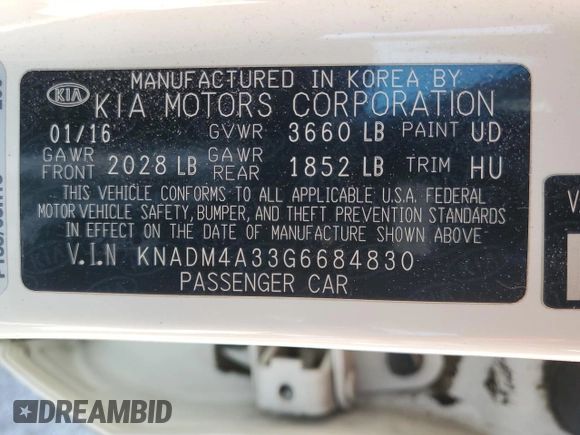 MANUFACTURED IN KOREA BY
KIA KIA MOTORS CORPORATION
01/16 GVWR 3660 LB PAINT UD
GAWR FRONT 2028 LB GAWR REAR 1852 LB TRIM HU
THIS VEHICLE CONFORMS TO ALL APPLICABLE U.S.A. FEDERAL
MOTOR VEHICLE SAFETY, BUMPER, AND THEFT PREVENTION STANDARDS
IN EFFECT ON THE DATE OF MANUFACTURE SHOWN ABOVE
V.I.N KNADM4A33G6684830
PASSENGER CAR
DREAMBID